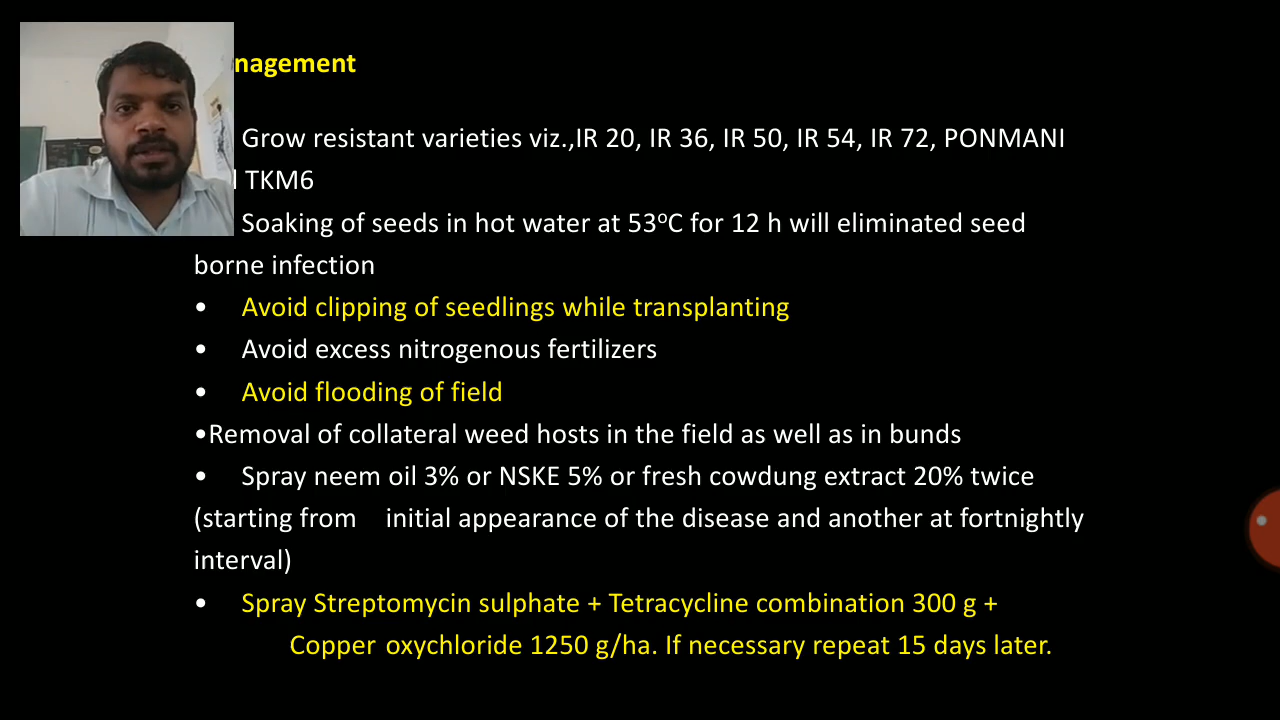 nagement
Grow resistant varieties viz.,IR 20, IR 36, IR 50, IR 54, IR 72, PONMANI
TKM6
Soaking of seeds in hot water at 53ºC for 12 h will eliminated seed
borne infection
• Avoid clipping of seedlings while transplanting
• Avoid excess nitrogenous fertilizers
• Avoid flooding of field
•Removal of collateral weed hosts in the field as well as in bunds
• Spray neem oil 3% or NSKE 5% or fresh cowdung extract 20% twice
(starting from initial appearance of the disease and another at fortnightly
interval)
• Spray Streptomycin sulphate + Tetracycline combination 300 g +
Copper oxychloride 1250 g/ha. If necessary repeat 15 days later.